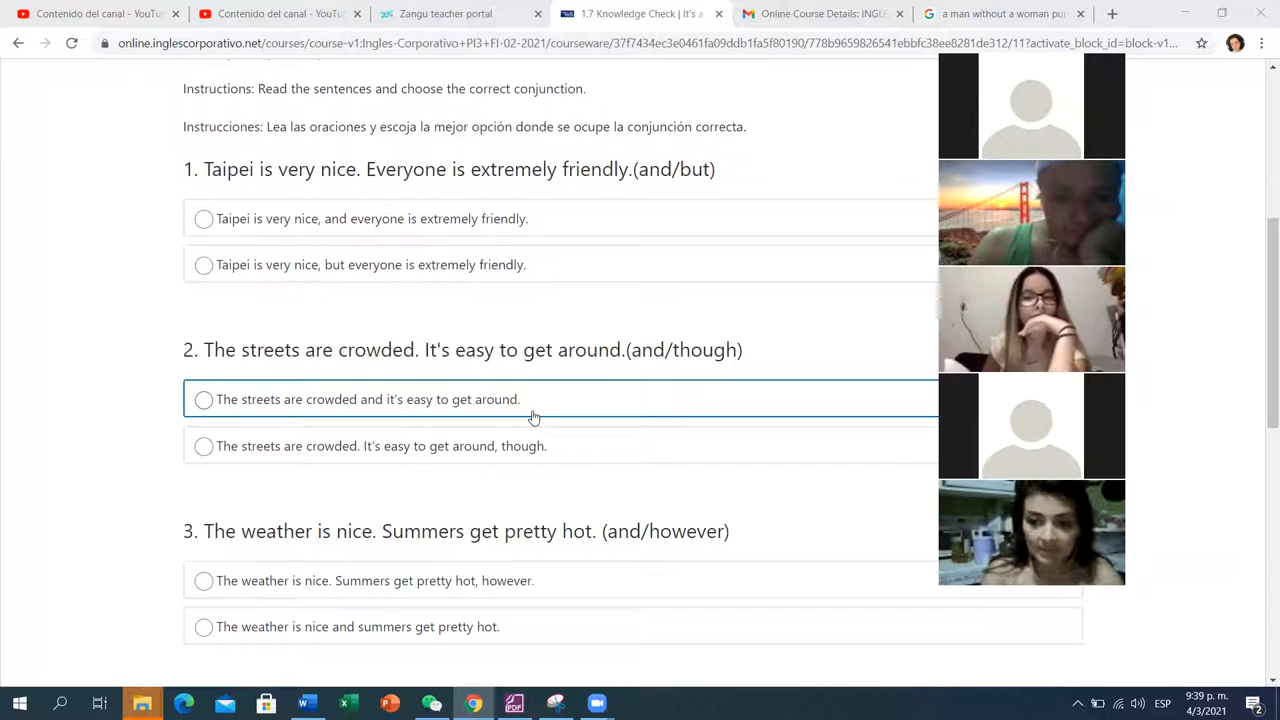 Contenido del canal - YouTu
Contenido del canal - YouTu
Zangu teacher portal
1.7 Knowledge Check | It's a
Online Course Details: INGLE
a man without a woman pu
online.inglescorporativo.net/courses/course-v1:Ingles-Corporativo+PI3+FI-oz-2021/courseware/37f7434ec3e0461fa09ddb1fa5f80190/778b9659826541ebbfc38ee8281de312/11?activate_block_id=block-v1...
Instructions: Read the sentences and choose the correct conjunction.
Instrucciones: Lea las oraciones y escoja la mejor opción donde se ocupe la conjunción correcta.
1. Taipei is very nice. Everyone is extremely friendly.(and/but)
Taipei is very nice, and everyone is extremely friendly.
Taipei is very nice, but everyone is extremely friendly.
2. The streets are crowded. It's easy to get around.(and/though)
The streets are crowded and it's easy to get around.
The streets are crowded. It's easy to get around, though.
3. The weather is nice. Summers get pretty hot. (and/however)
The weather is nice. Summers get pretty hot, however.
The weather is nice and summers get pretty hot.
ESP
9:39 p. m.
4/3/2021
2